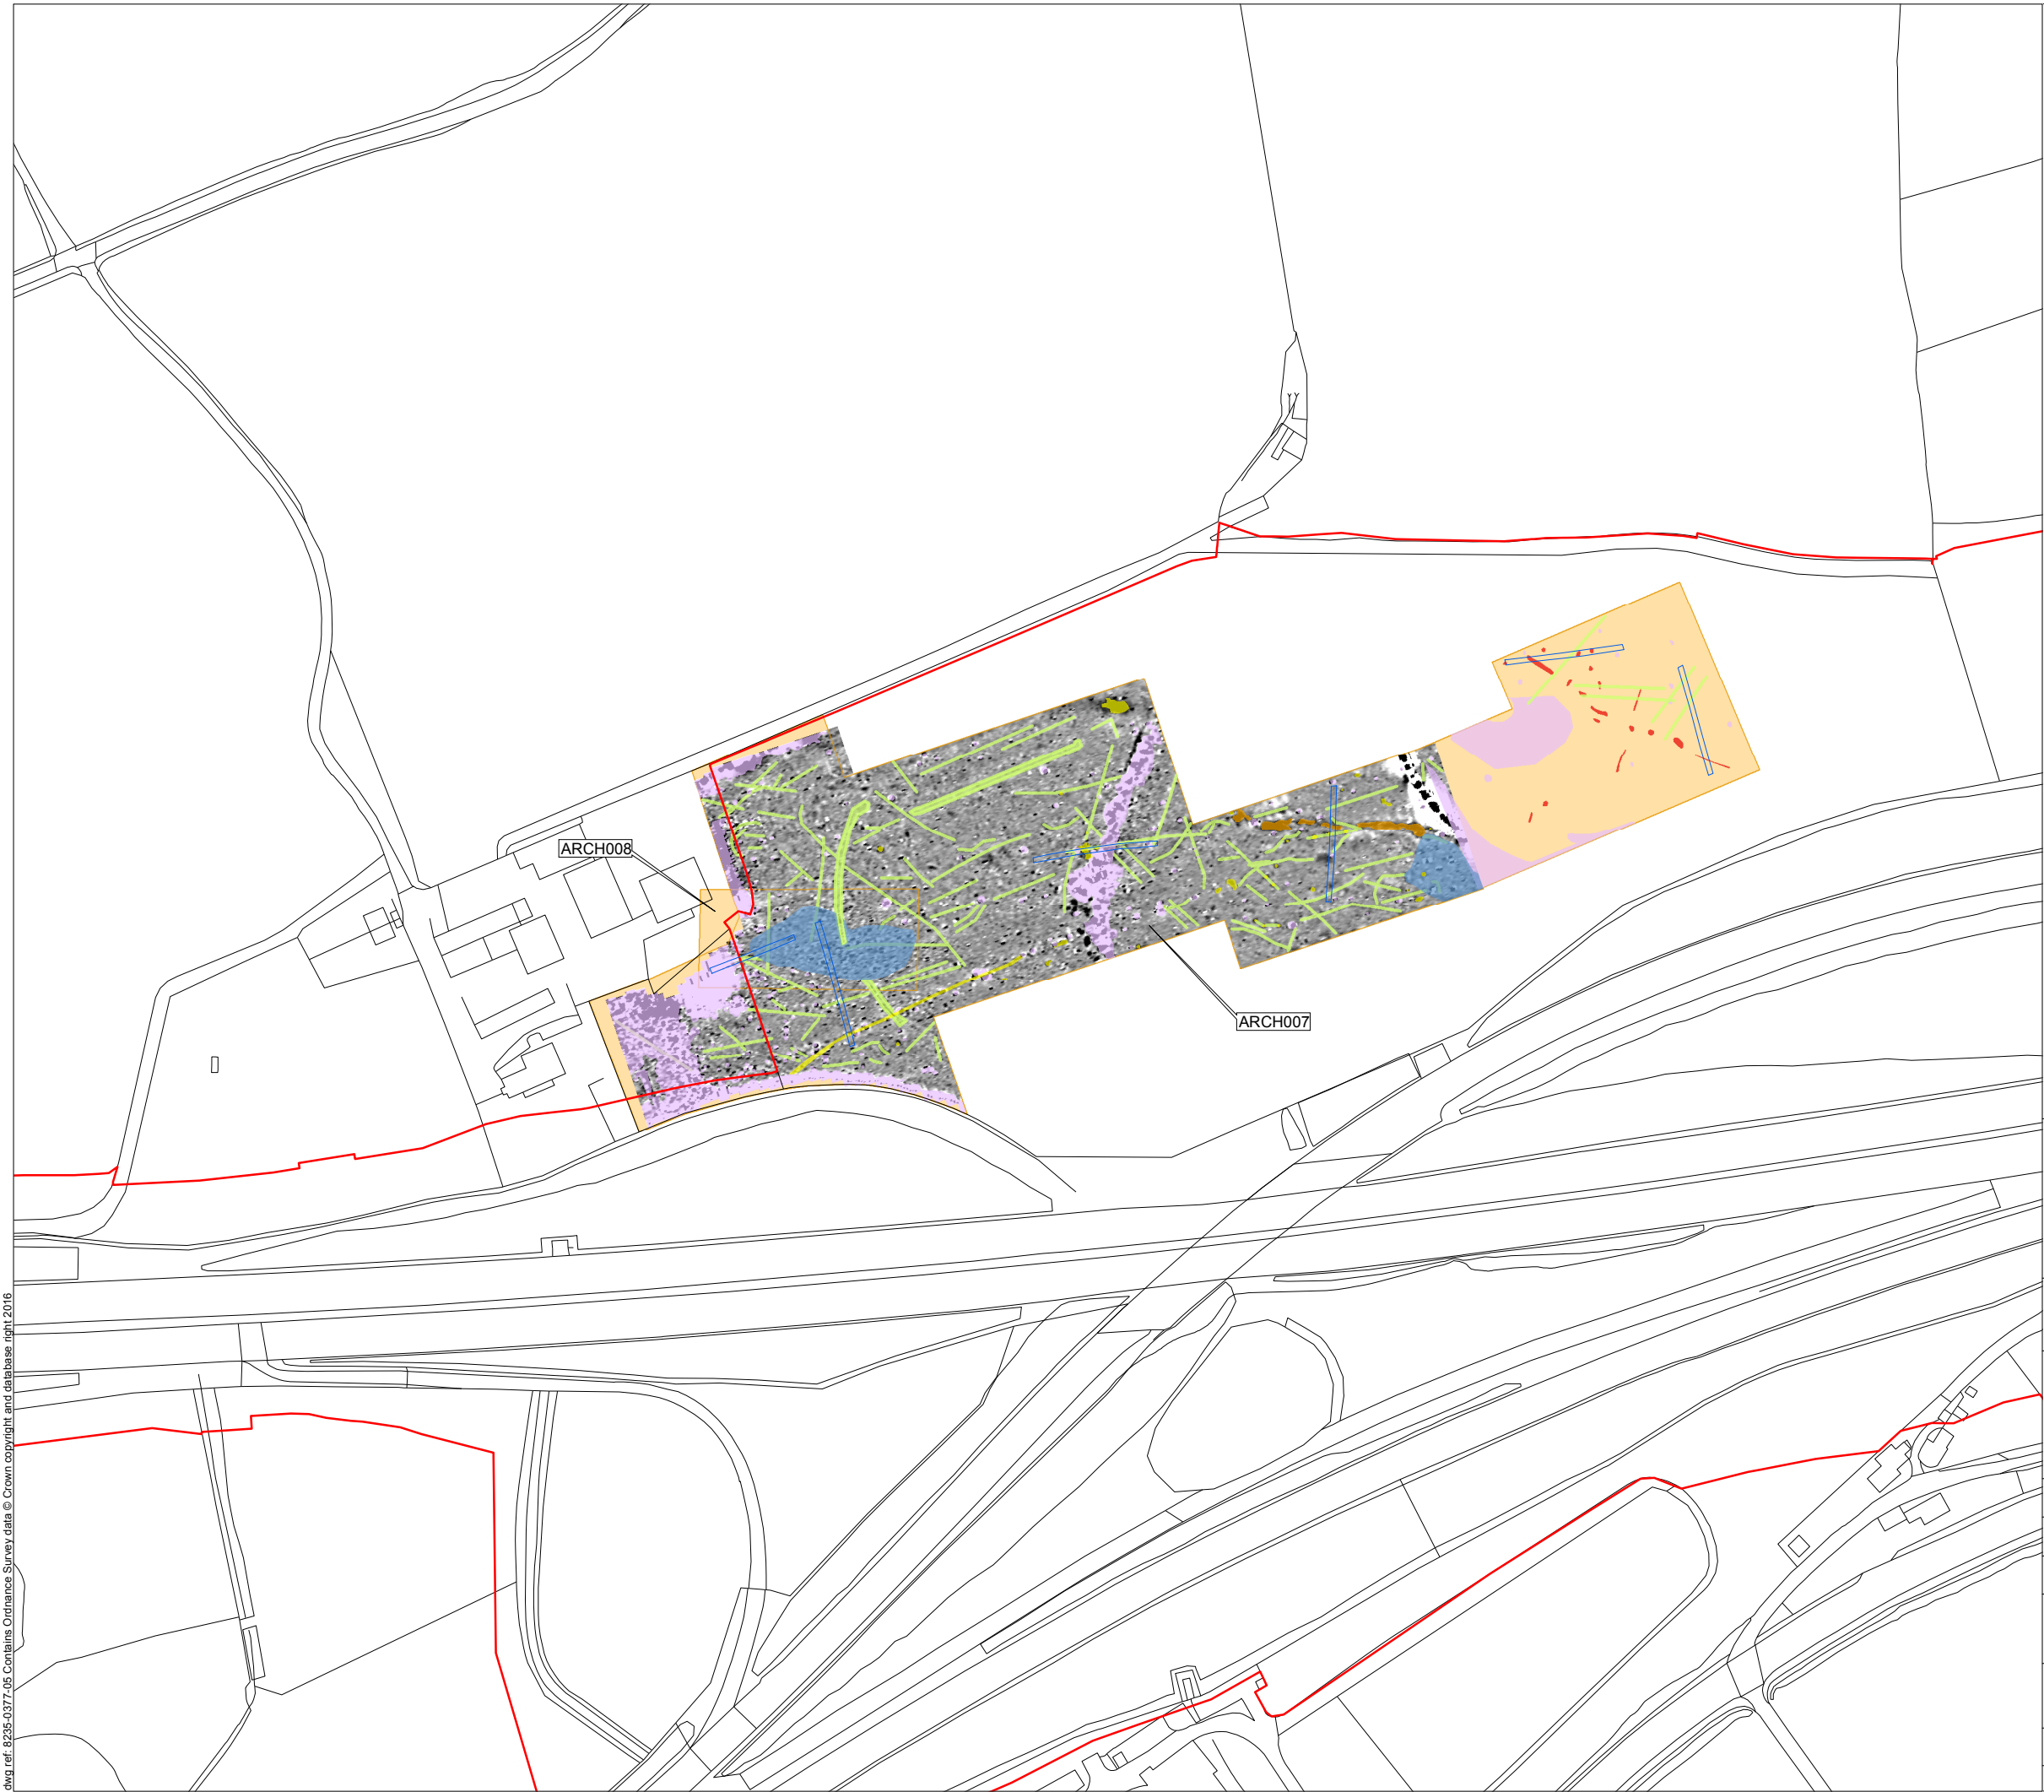 ARCH008
ARCH007
dwg ref: 8235-0377-05 Contains Ordnance Survey data © Crown copyright and database right 2016